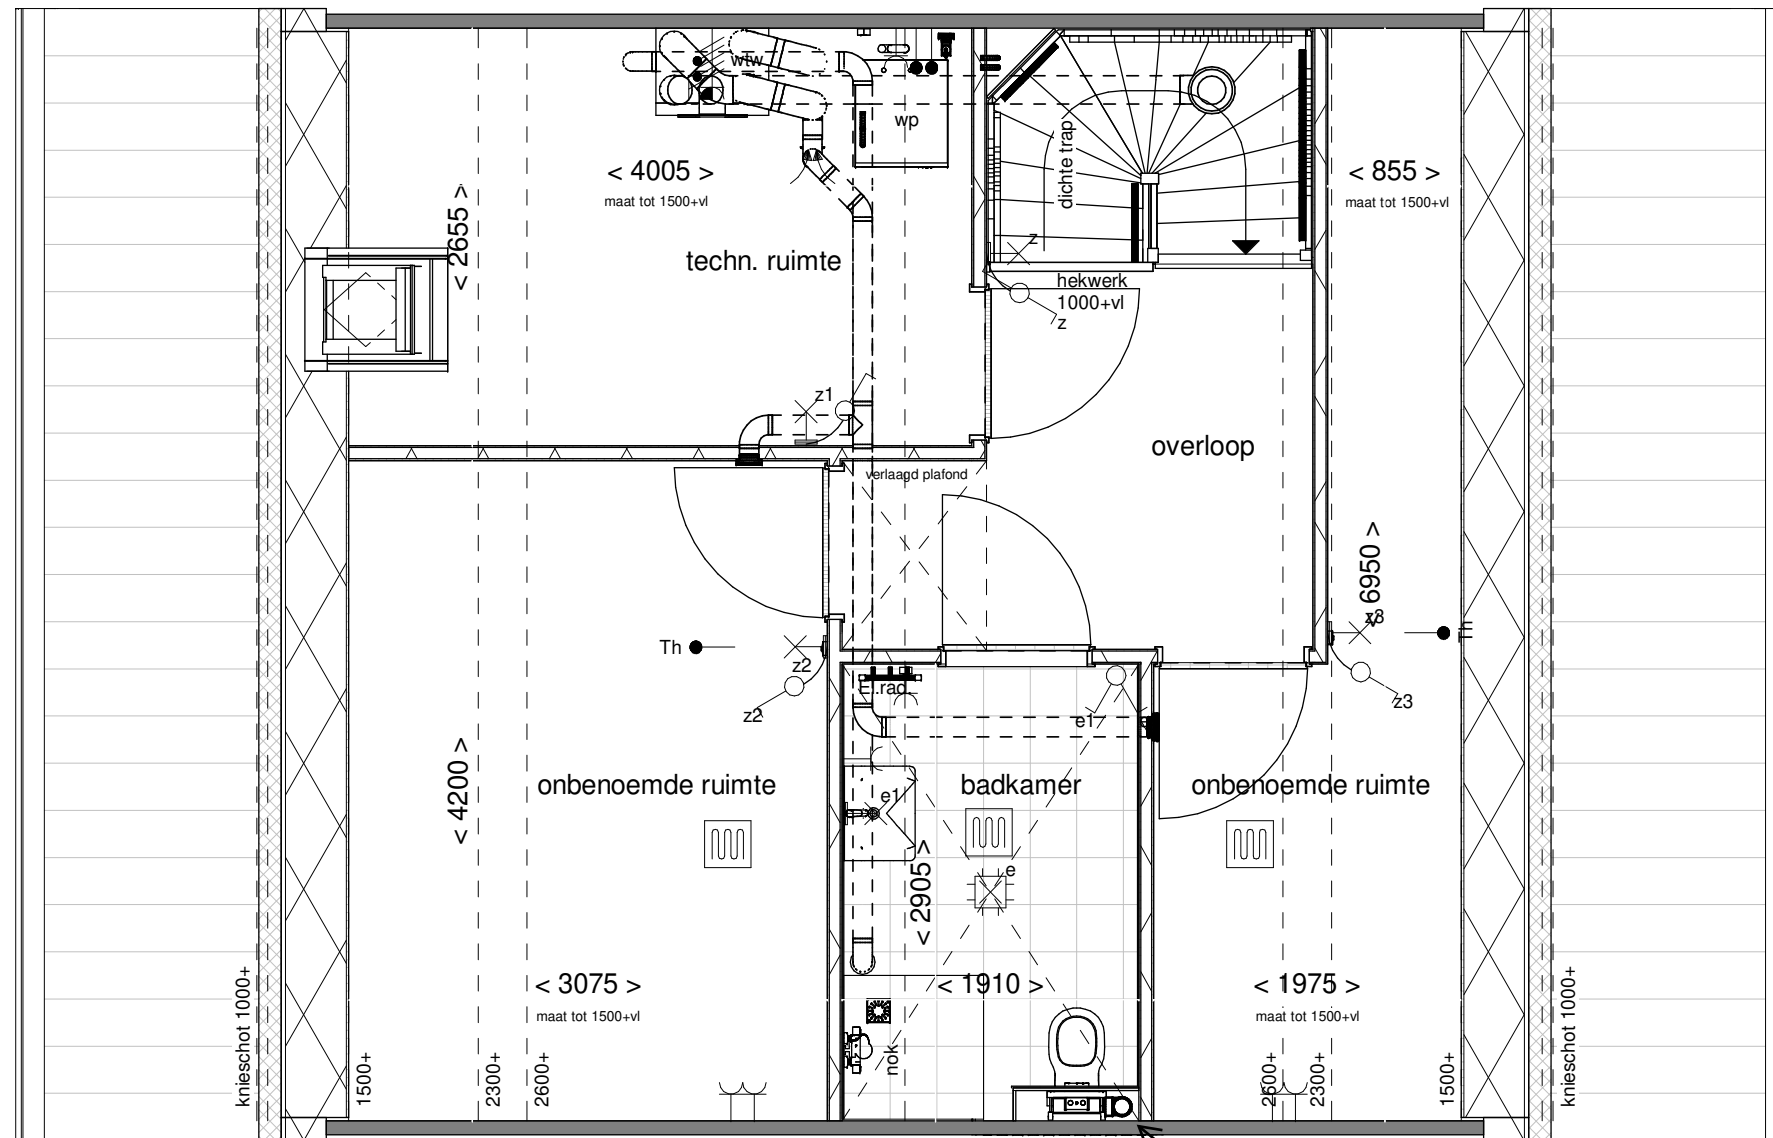 wtw
wp
dichte trap
< 4005 >
maat tot 1500+vl
< 855 >
maat tot 1500+vl
< 2655 >
techn. ruimte
z
hekwerk
1000+vl
z
z1
overloop
verlaagd plafond
< 6950 >
z3
Th
Th
z2
z2
El.rad.
e1
z3
< 4200 >
onbenoemde ruimte
badkamer
onbenoemde ruimte
e1
e
< 2905 >
< 3075 >
maat tot 1500+vl
< 1910 >
< 1975 >
maat tot 1500+vl
nok
knieschot 1000+
1500+
2300+
2600+
2600+
2300+
1500+
knieschot 1000+